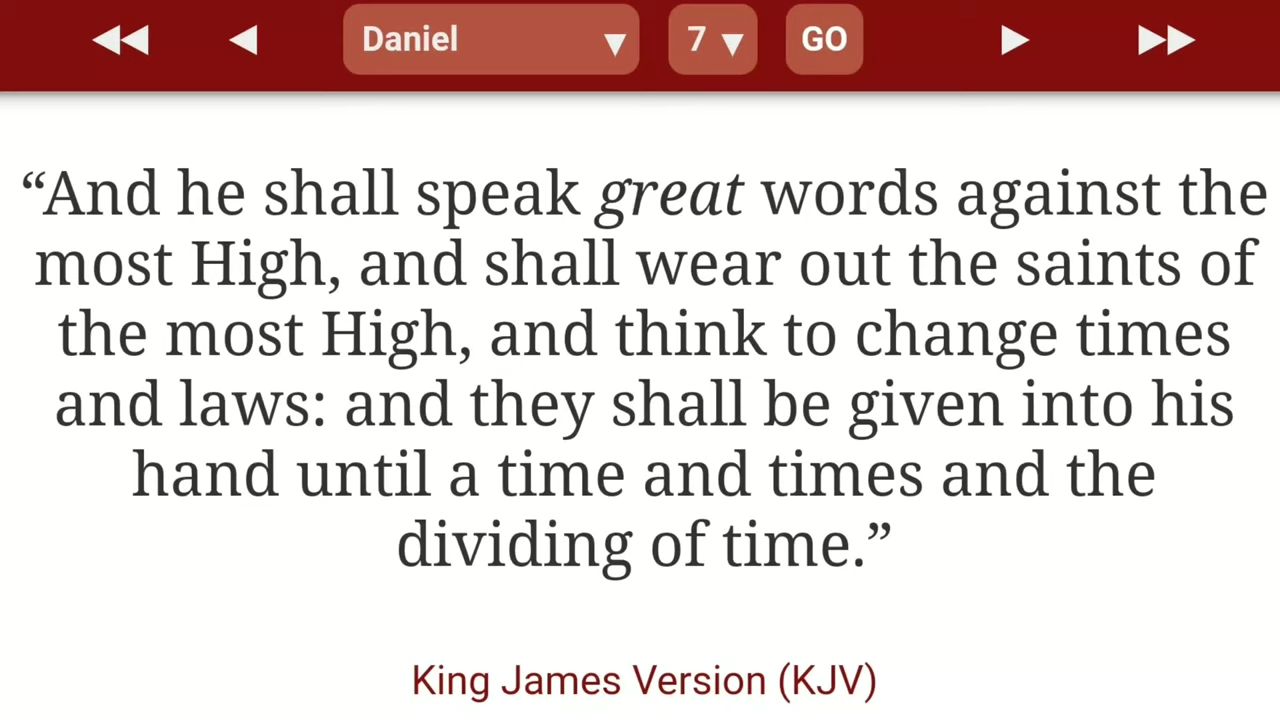 Daniel 7 GO
“And he shall speak great words against the
most High, and shall wear out the saints of
the most High, and think to change times
and laws: and they shall be given into his
hand until a time and times and the
dividing of time.”
King James Version (KJV)